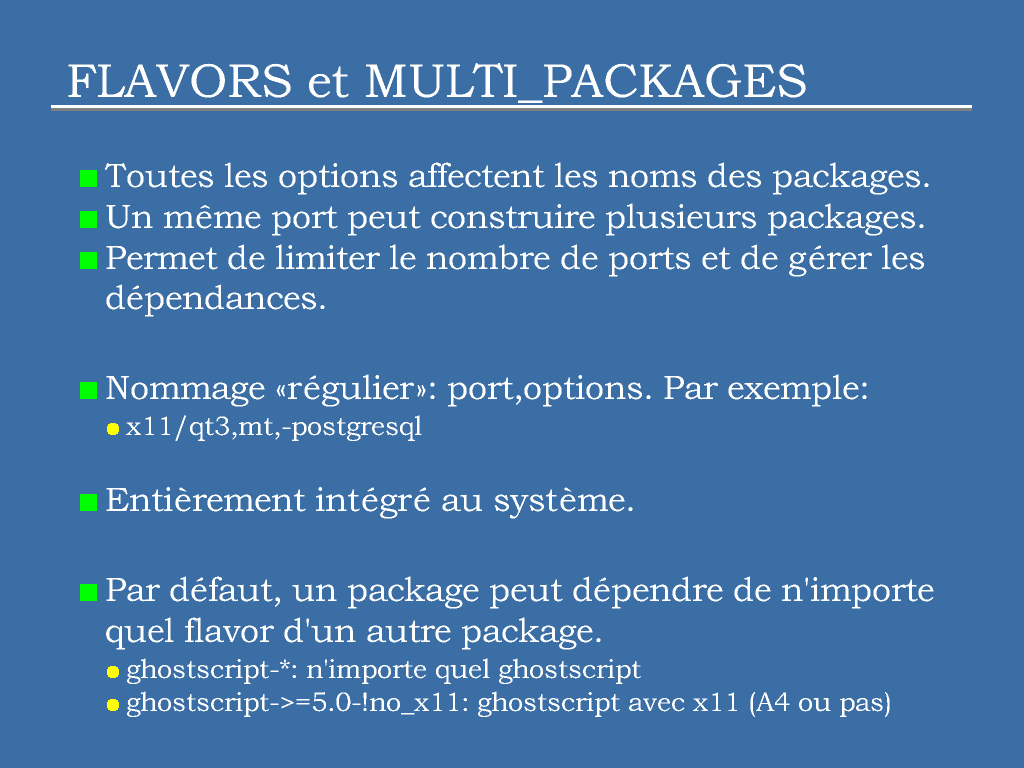 FLAVORS et MULTI_PACKAGES
Toutes les options affectent les noms des packages.
Un même port peut construire plusieurs packages.
Permet de limiter le nombre de ports et de gérer les
dépendances.
Nommage «régulier»: port,options. Par exemple:
x11/qt3,mt,-postgresql
Entièrement intégré au système.
Par défaut, un package peut dépendre de n'importe
quel flavor d'un autre package.
ghostscript-*: n'importe quel ghostscript
ghostscript->=5.0-!no_x11: ghostscript avec x11 (A4 ou pas)